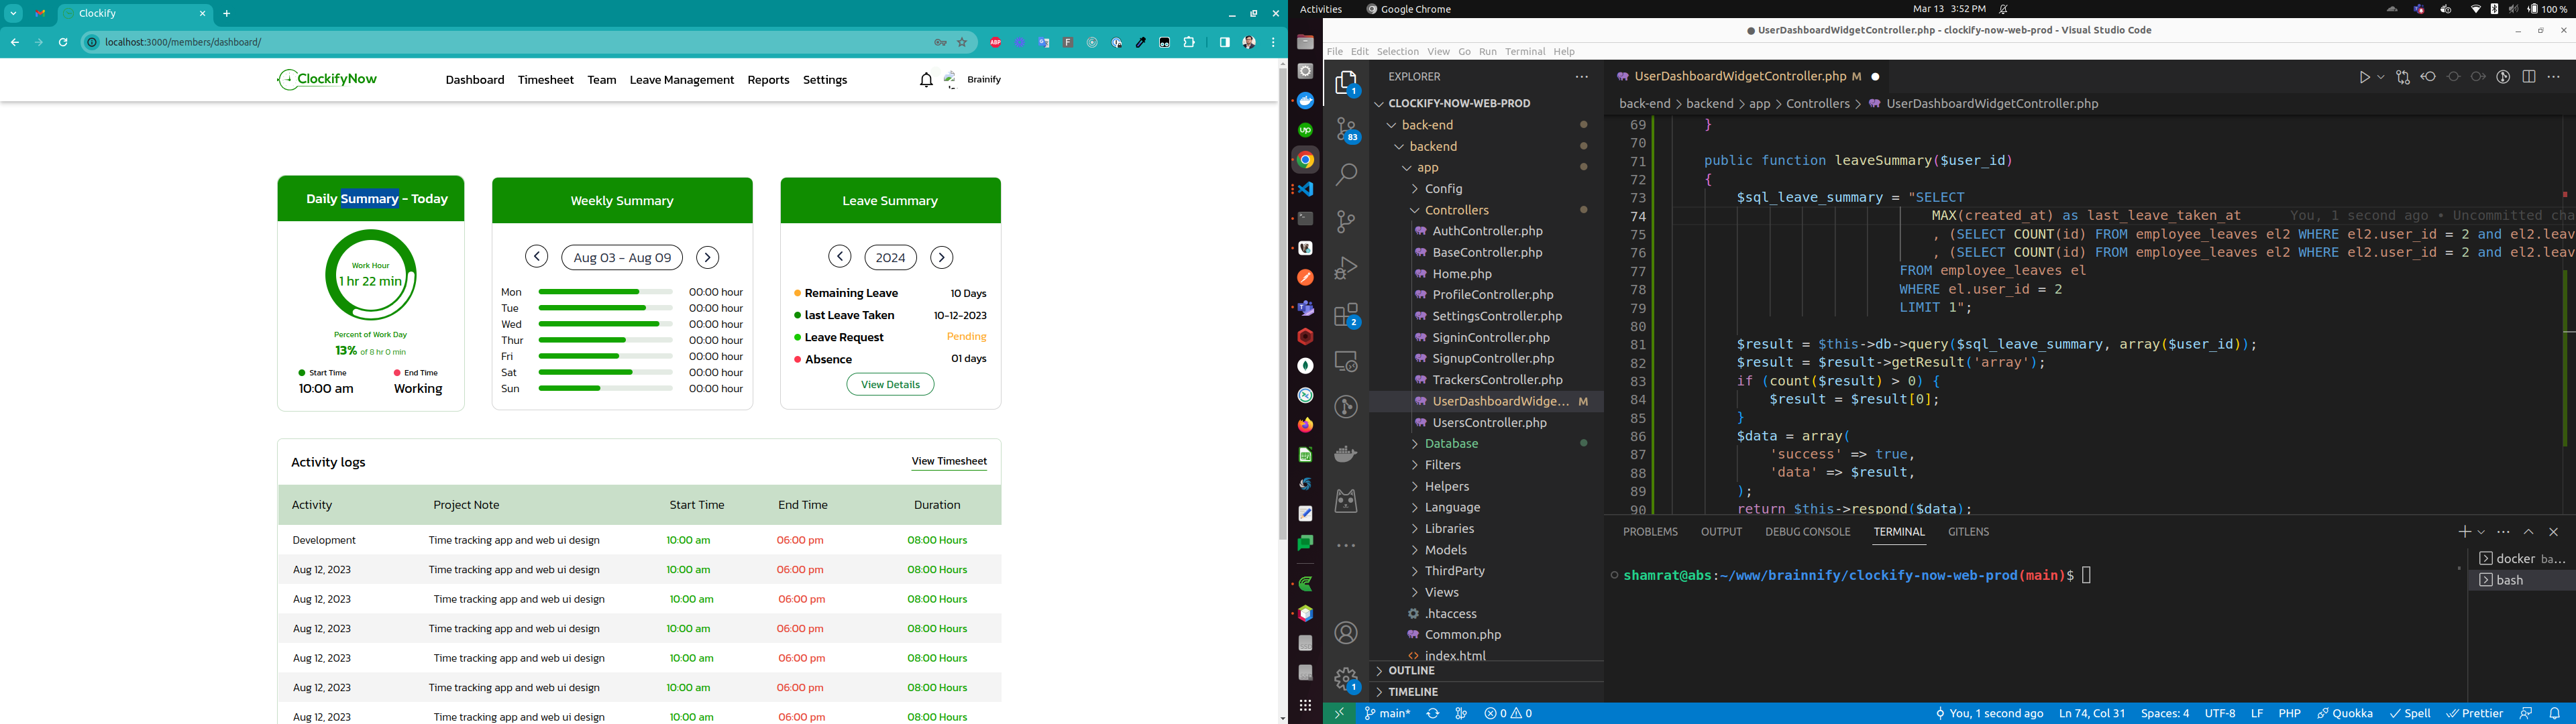 Clockify
localhost:3000/members/dashboard/
ClockifyNow
Dashboard Timesheet Team Leave Management Reports Settings
Brainify
Daily Summary - Today
Work Hour
1 hr 22 min
Percent of Work Day
13% of 8 hr 0 min
Start Time End Time
10:00 am Working
Weekly Summary
Aug 03 - Aug 09
Mon 00:00 hour
Tue 00:00 hour
Wed 00:00 hour
Thur 00:00 hour
Fri 00:00 hour
Sat 00:00 hour
Sun 00:00 hour
Leave Summary
2024
Remaining Leave 10 Days
last Leave Taken 10-12-2023
Leave Request Pending
Absence 01 days
View Details
Activity logs View Timesheet
Activity Project Note Start Time End Time Duration
Development Time tracking app and web ui design 10:00 am 06:00 pm 08:00 Hours
Aug 12, 2023 Time tracking app and web ui design 10:00 am 06:00 pm 08:00 Hours
Aug 12, 2023 Time tracking app and web ui design 10:00 am 06:00 pm 08:00 Hours
Aug 12, 2023 Time tracking app and web ui design 10:00 am 06:00 pm 08:00 Hours
Aug 12, 2023 Time tracking app and web ui design 10:00 am 06:00 pm 08:00 Hours
Aug 12, 2023 Time tracking app and web ui design 10:00 am 06:00 pm 08:00 Hours
Aug 12, 2023 Time tracking app and web ui design 10:00 am 06:00 pm 08:00 Hours
Activities Google Chrome Mar 13 3:52 PM 100 %
UserDashboardWidgetController.php - clockify-now-web-prod - Visual Studio Code
File Edit Selection View Go Run Terminal Help
EXPLORER
CLOCKIFY-NOW-WEB-PROD
back-end
backend
app
Config
Controllers
AuthController.php
BaseController.php
Home.php
ProfileController.php
SettingsController.php
SigninController.php
SignupController.php
TrackersController.php
UserDashboardWidge... M
UsersController.php
Database
Filters
Helpers
Language
Libraries
Models
ThirdParty
Views
.htaccess
Common.php
index.html
OUTLINE
TIMELINE
1
83
2
1
UserDashboardWidgetController.php M
back-end > backend > app > Controllers > UserDashboardWidgetController.php
69 }
70
71 public function leaveSummary($user_id)
72 {
73 $sql_leave_summary = "SELECT
74 MAX(created_at) as last_leave_taken_at You, 1 second ago • Uncommitted cha
75 , (SELECT COUNT(id) FROM employee_leaves el2 WHERE el2.user_id = 2 and el2.leav
76 , (SELECT COUNT(id) FROM employee_leaves el2 WHERE el2.user_id = 2 and el2.leav
77 FROM employee_leaves el
78 WHERE el.user_id = 2
79 LIMIT 1";
80
81 $result = $this->db->query($sql_leave_summary, array($user_id));
82 $result = $result->getResult('array');
83 if (count($result) > 0) {
84 $result = $result[0];
85 }
86 $data = array(
87 'success' => true,
88 'data' => $result,
89 );
90 return $this->respond($data);
PROBLEMS OUTPUT DEBUG CONSOLE TERMINAL GITLENS
shamrat@abs:~/www/brainnify/clockify-now-web-prod(main)$
docker ba...
bash
main* 0 0 You, 1 second ago Ln 74, Col 31 Spaces: 4 UTF-8 LF PHP Quokka Spell Prettier